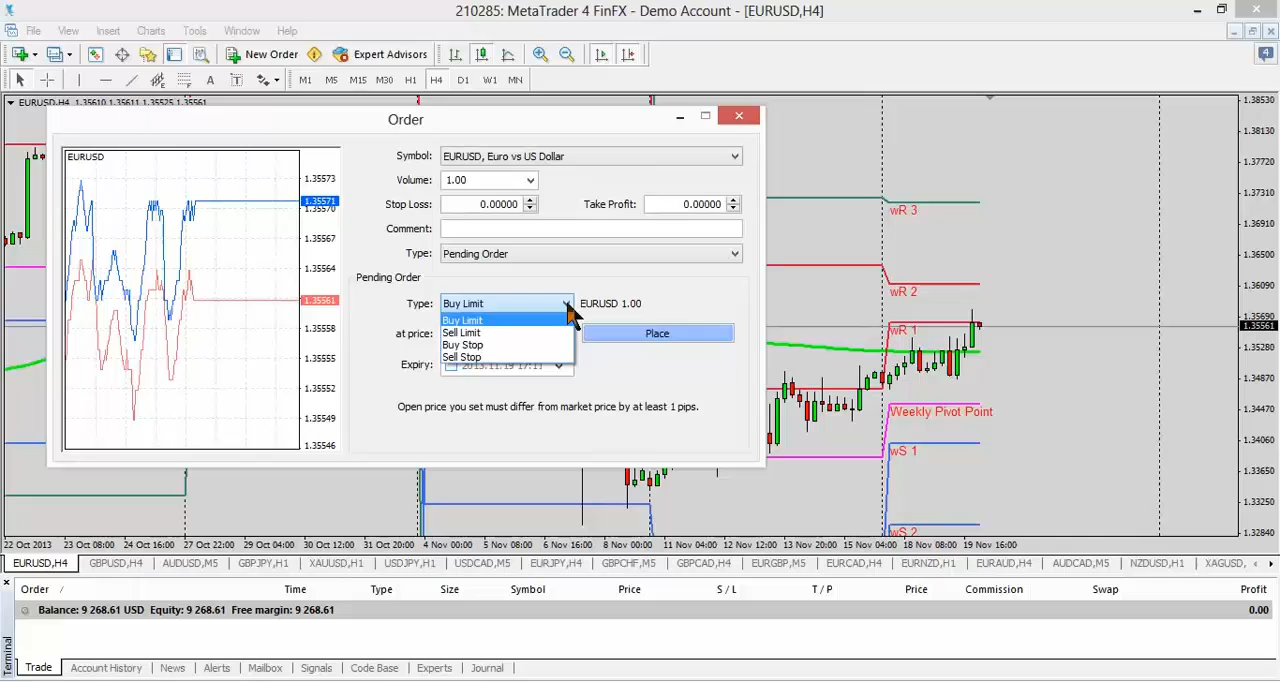 210285: MetaTrader 4 FinFX - Demo Account - [EURUSD,H4]
File View Insert Charts Tools Window Help
New Order Expert Advisors
A T M1 M5 M15 M30 H1 H4 D1 W1 MN
EURUSD,H4 1.35610 1.35611 1.35525 1.35561
Order
EURUSD
1.35573
1.35571
1.35570
1.35567
1.35564
1.35561
1.35558
1.35555
1.35552
1.35549
1.35546
Symbol: EURUSD, Euro vs US Dollar
Volume: 1.00
Stop Loss: 0.00000 Take Profit: 0.00000
Comment:
Type: Pending Order
Pending Order
Type: Buy Limit EURUSD 1.00
Buy Limit
Sell Limit
at price: Place
Buy Stop
Sell Stop
Expiry: 2013.11.19 17:11
Open price you set must differ from market price by at least 1 pips.
wR 3
wR 2
wR 1
Weekly Pivot Point
wS 1
wS 2
1.38530
1.38130
1.37720
1.37310
1.36910
1.36500
1.36090
1.35690
1.35561
1.35280
1.34870
1.34470
1.34060
1.33650
1.33250
1.32840
22 Oct 2013 23 Oct 08:00 24 Oct 16:00 27 Oct 22:00 29 Oct 04:00 30 Oct 12:00 31 Oct 20:00 4 Nov 00:00 5 Nov 08:00 6 Nov 16:00 8 Nov 00:00 11 Nov 04:00 12 Nov 12:00 13 Nov 20:00 15 Nov 04:00 18 Nov 08:00 19 Nov 16:00
EURUSD,H4 GBPUSD,H4 AUDUSD,M5 GBPJPY,H1 XAUUSD,H1 USDJPY,H1 USDCAD,M5 EURJPY,H4 GBPCHF,M5 GBPCAD,H4 EURGBP,M5 EURCAD,H4 EURNZD,H1 EURAUD,H4 AUDCAD,M5 NZDUSD,H1 XAGUSD,
Order / Time Type Size Symbol Price S / L T / P Price Commission Swap Profit
Balance: 9 268.61 USD Equity: 9 268.61 Free margin: 9 268.61 0.00
Terminal
Trade Account History News Alerts Mailbox Signals Code Base Experts Journal